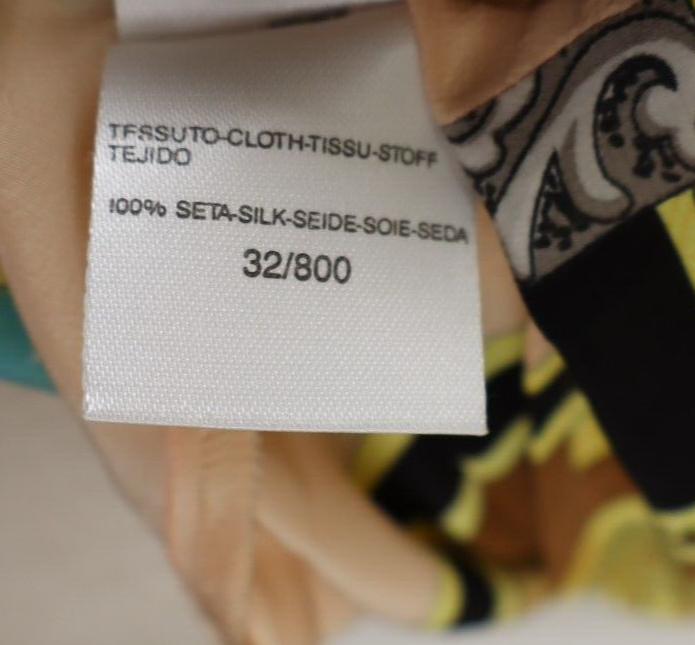 TESSUTO-CLOTH-TISSU-STOFF
TEJIDO
100% SETA-SILK-SEIDE-SOIE-SEDA
32/800